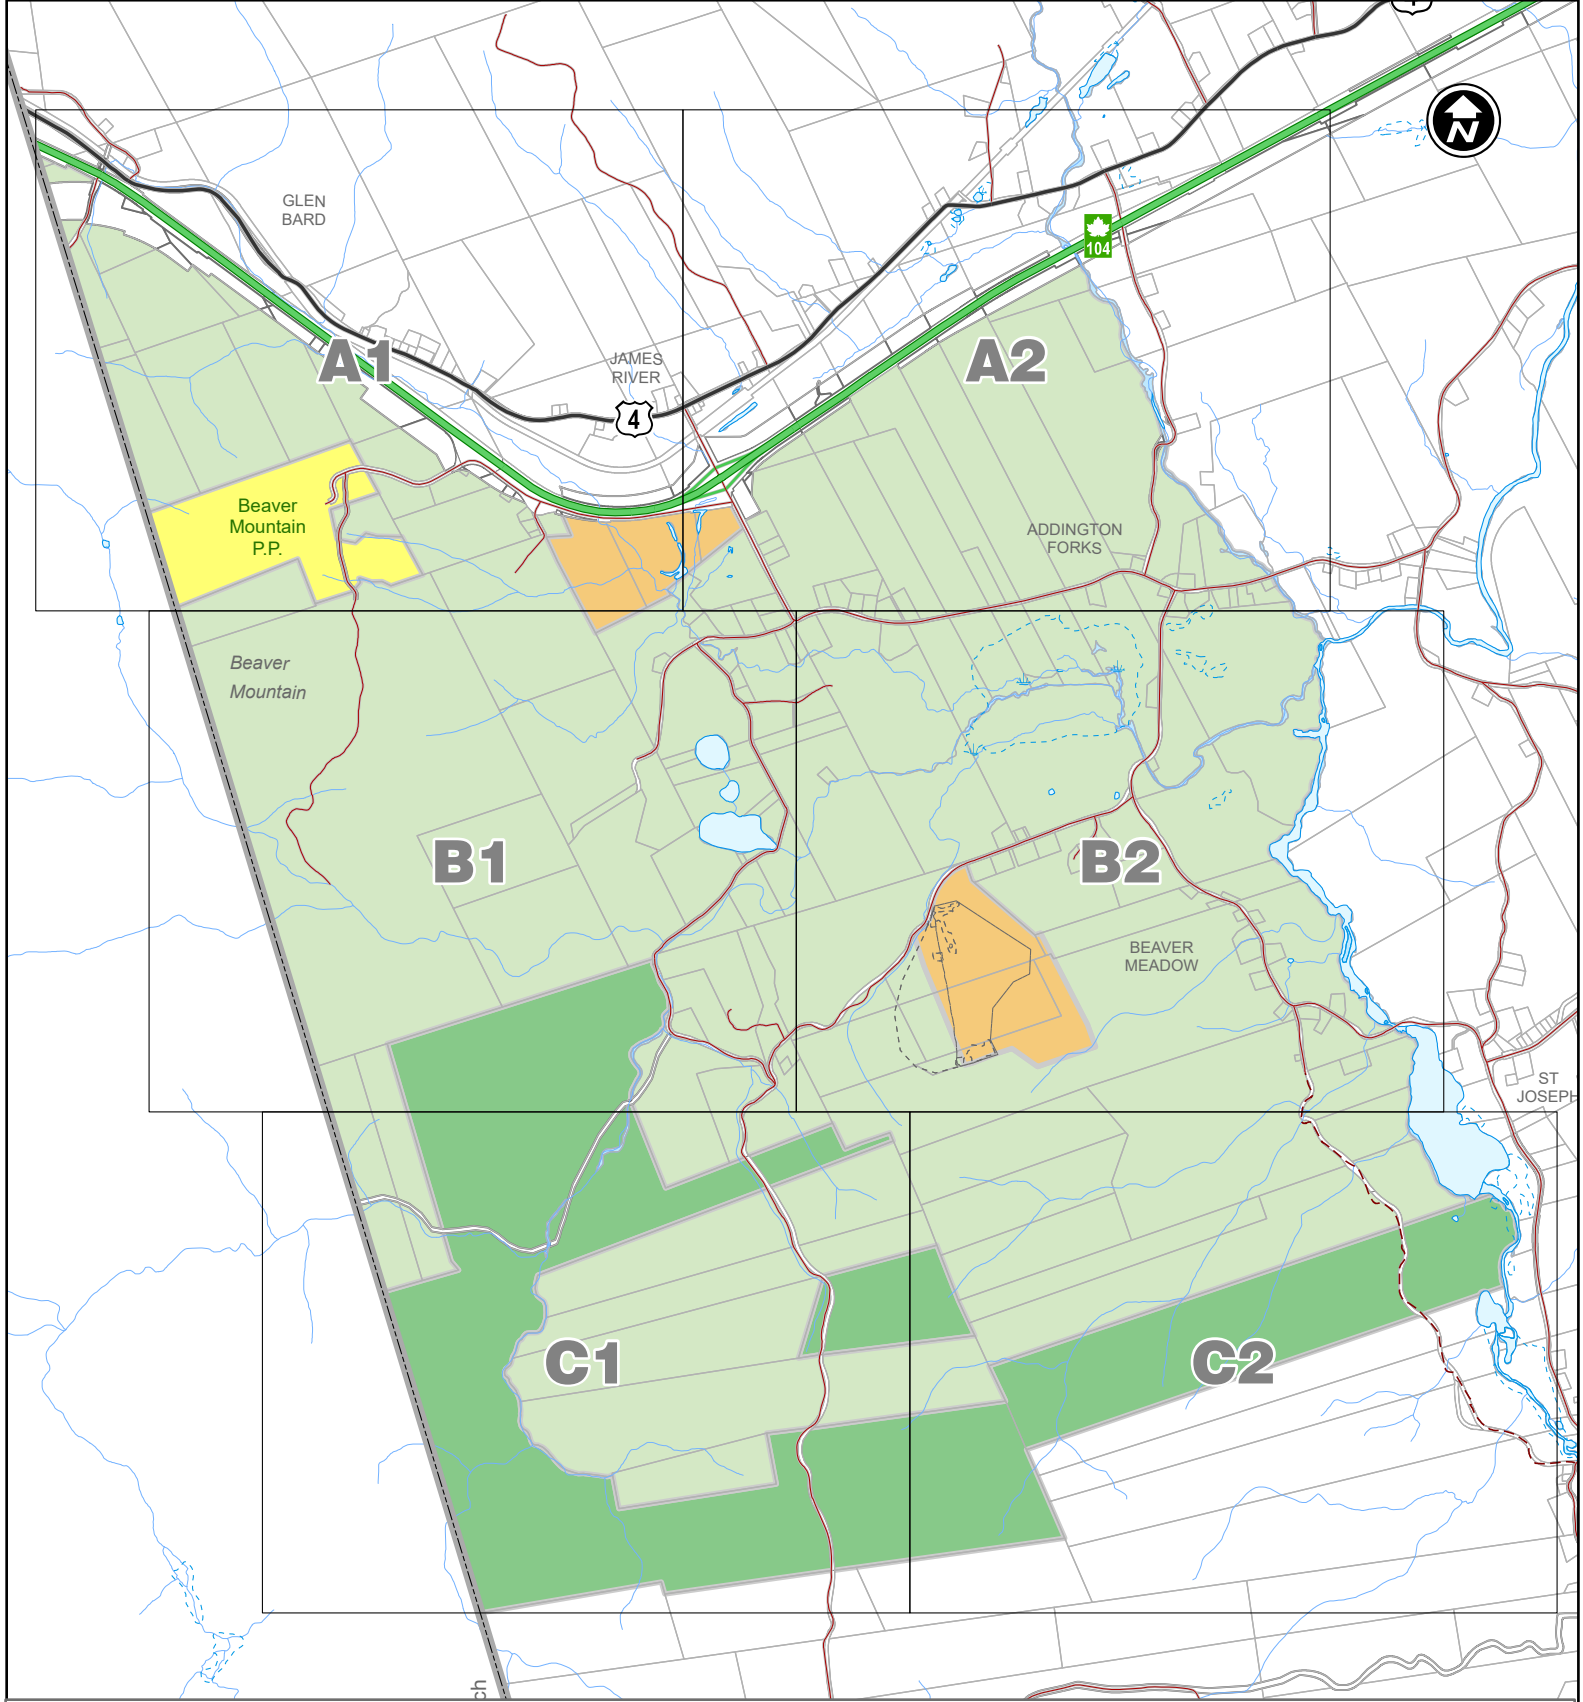 N
GLEN
BARD
104
A1
JAMES
RIVER
A2
4
Beaver
Mountain
P.P.
ADDINGTON
FORKS
Beaver
Mountain
B1
B2
BEAVER
MEADOW
ST
JOSEPH
C1
C2
ch